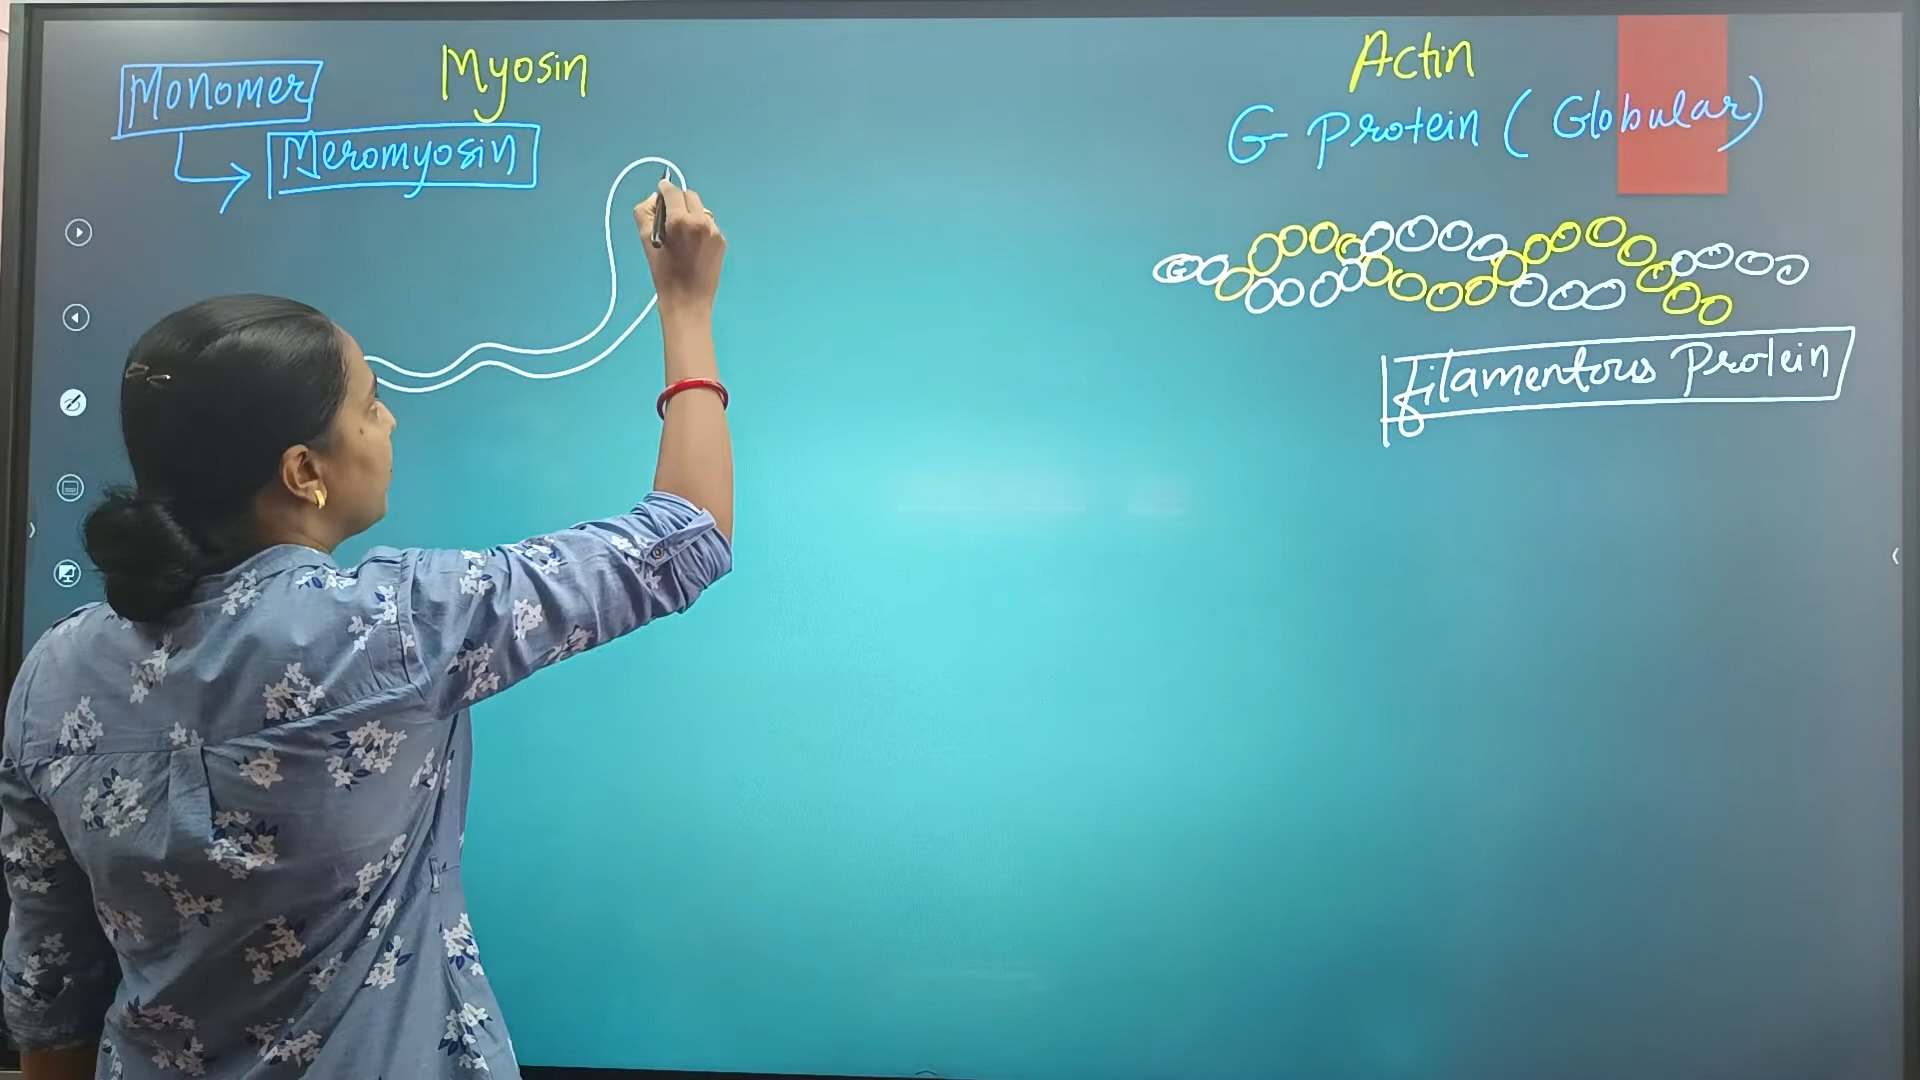 Monomer
Myosin
Meromyosin
Actin
G protein (Globular)
G
Filamentous Protein